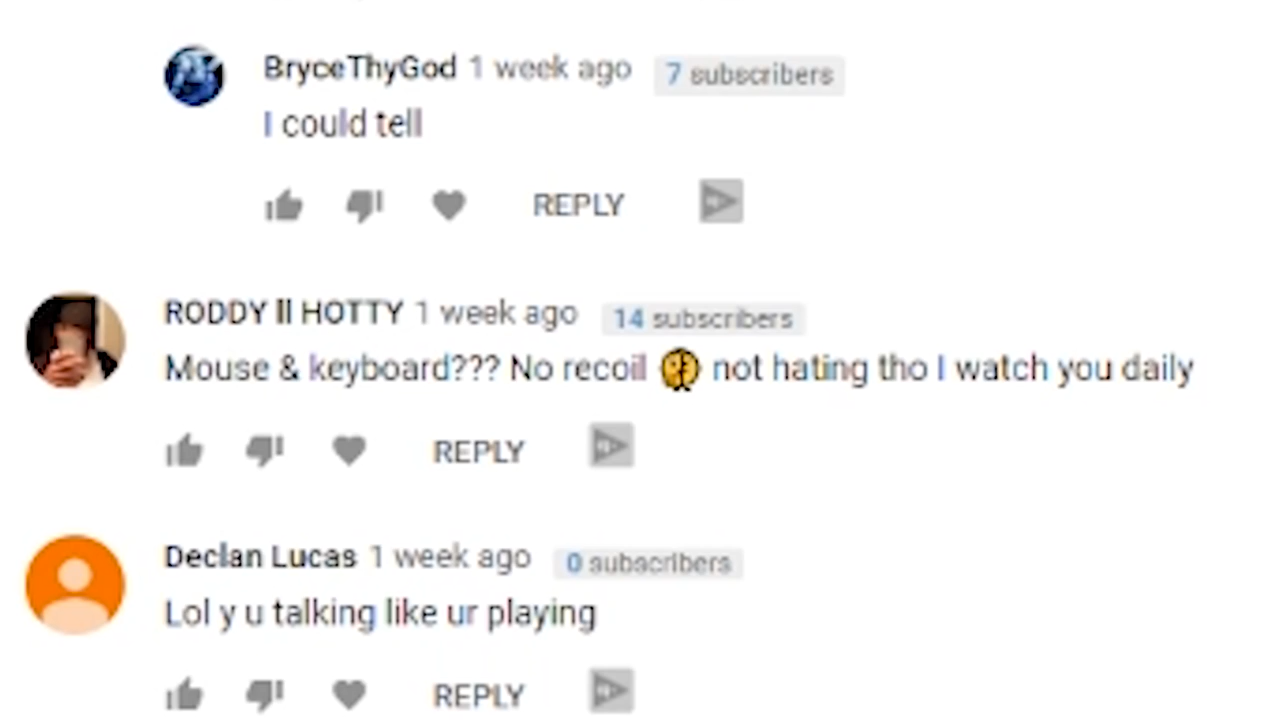 BryceThyGod 1 week ago 7 subscribers
I could tell
REPLY
RODDY ll HOTTY 1 week ago 14 subscribers
Mouse & keyboard??? No recoil 🤔 not hating tho I watch you daily
REPLY
Declan Lucas 1 week ago 0 subscribers
Lol y u talking like ur playing
REPLY